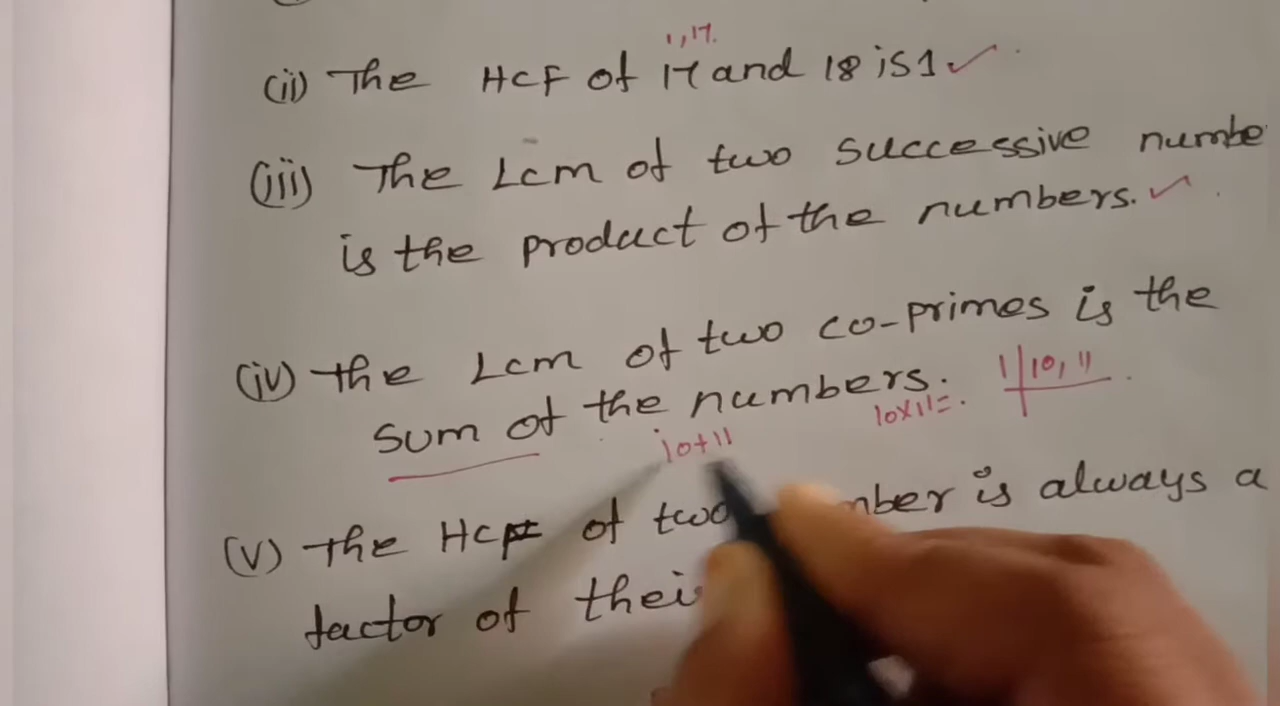 1,17.
(ii) The HCF of 17 and 18 is 1 ✓
(iii) The Lcm of two successive numbe
is the product of the numbers. ✓
(iv) the Lcm of two co-primes is the
sum of the numbers. 1|10, 11
10x11=.
10+11
(v) the HCF of two mber is always a
factor of thei